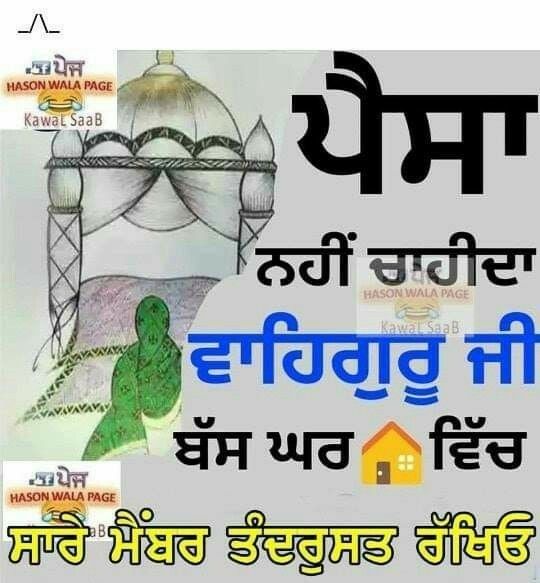 _/\_
ਪੇਜ
HASON WALA PAGE
Kawal SaaB
ਪੈਸਾ
ਨਹੀਂ ਚਾਹੀਦਾ
HASON WALA PAGE
Kawal SaaB
ਵਾਹਿਗੁਰੂ ਜੀ
ਬੱਸ ਘਰ 🏠 ਵਿੱਚ
ਪੇਜ
HASON WALA PAGE
ਸਾਰੇ ਮੈਂਬਰ ਤੰਦਰੁਸਤ ਰੱਖਿਓ